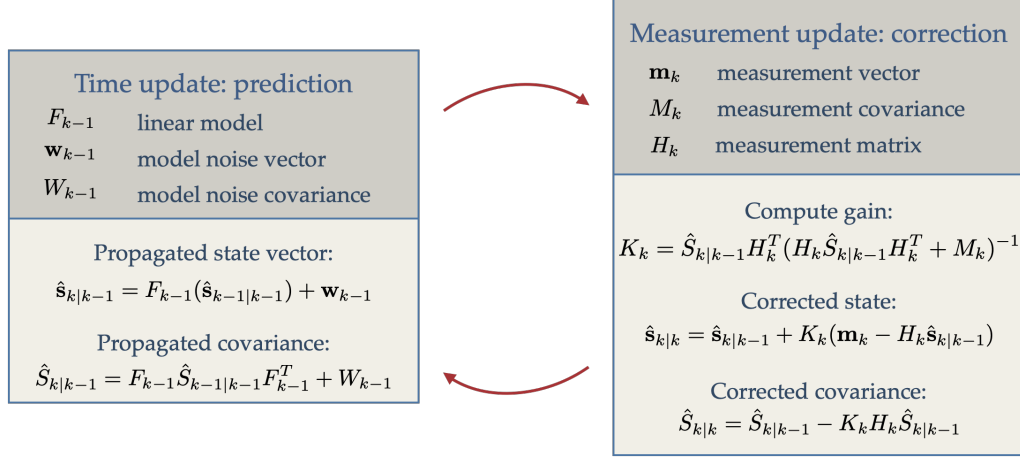 Time update: prediction
F_{k−1} linear model
𝐰_{k−1} model noise vector
W_{k−1} model noise covariance
Propagated state vector:
ŝ_{k|k−1} = F_{k−1}(ŝ_{k−1|k−1}) + 𝐰_{k−1}
Propagated covariance:
Ŝ_{k|k−1} = F_{k−1}Ŝ_{k−1|k−1}F^T_{k−1} + W_{k−1}
Measurement update: correction
𝐦_k measurement vector
M_k measurement covariance
H_k measurement matrix
Compute gain:
K_k = Ŝ_{k|k−1}H^T_k(H_kŜ_{k|k−1}H^T_k + M_k)^{−1}
Corrected state:
ŝ_{k|k} = ŝ_{k|k−1} + K_k(𝐦_k − H_kŝ_{k|k−1})
Corrected covariance:
Ŝ_{k|k} = Ŝ_{k|k−1} − K_kH_kŜ_{k|k−1}